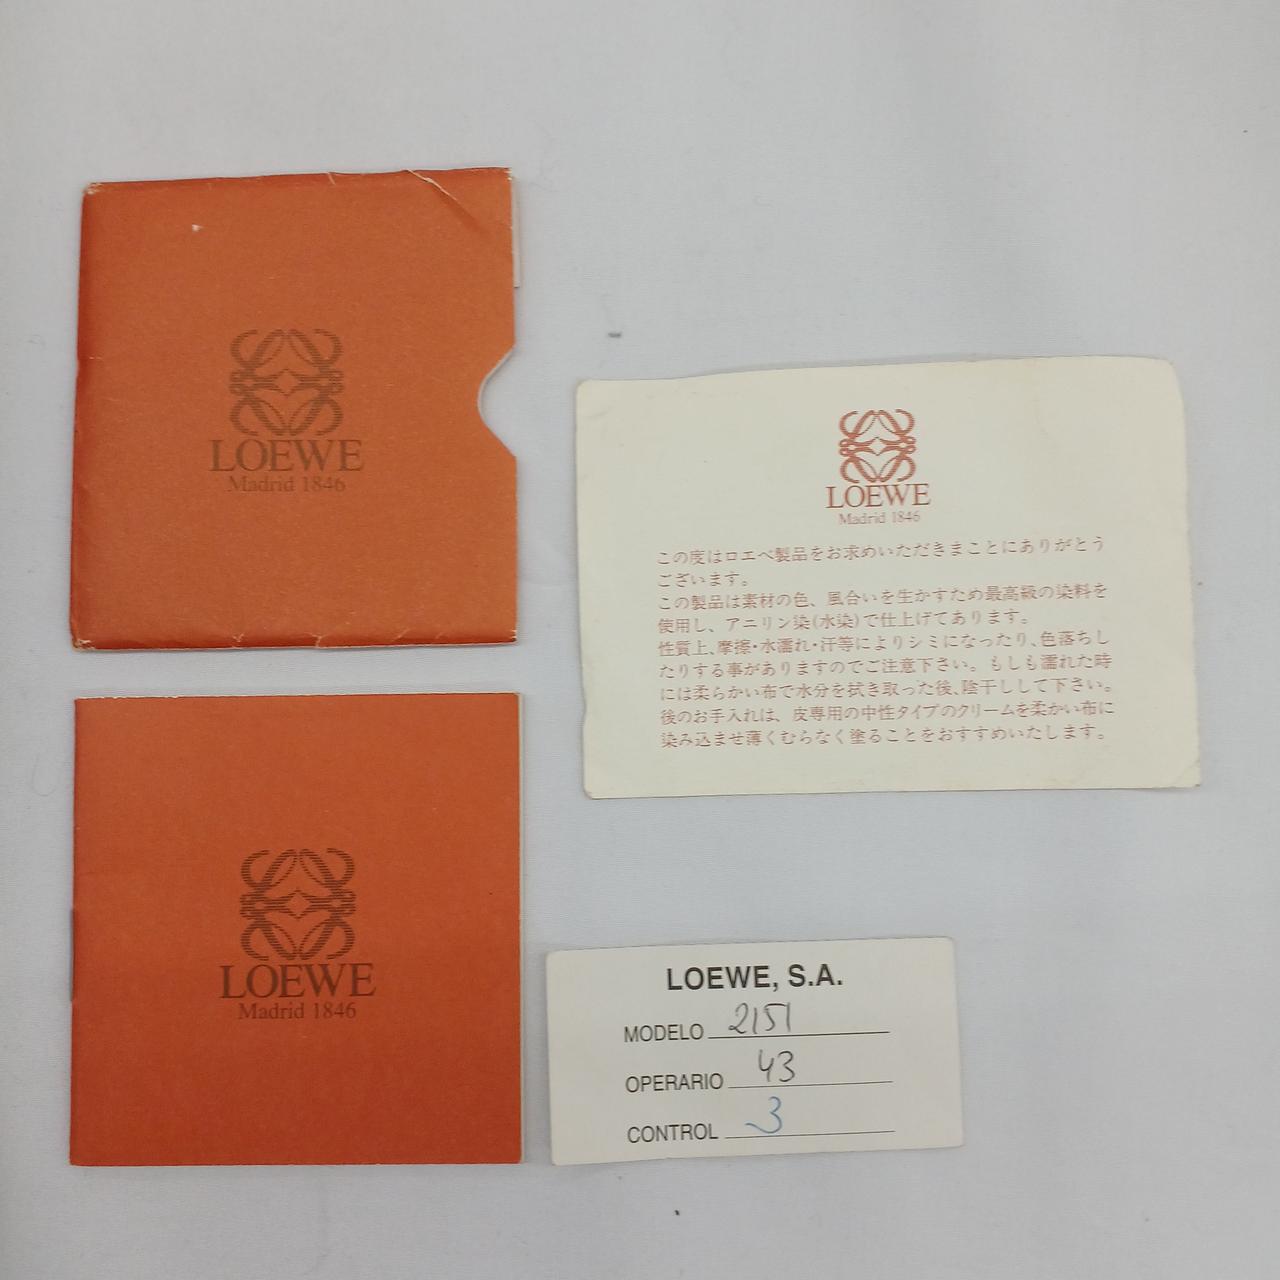 LOEWE
Madrid 1846
LOEWE
Madrid 1846
この度はロエベ製品をお求めいただきまことにありがとう
ございます。
この製品は素材の色、風合いを生かすため最高級の染料を
使用し、アニリン染(水染)で仕上げてあります。
性質上、摩擦・水濡れ・汗等によりシミになったり、色落ちし
たりする事がありますのでご注意下さい。もしも濡れた時
には柔らかい布で水分を拭き取った後、陰干しして下さい。
後のお手入れは、皮専用の中性タイプのクリームを柔かい布に
染み込ませ薄くむらなく塗ることをおすすめいたします。
LOEWE
Madrid 1846
LOEWE, S.A.
MODELO 2151
OPERARIO 43
CONTROL 3